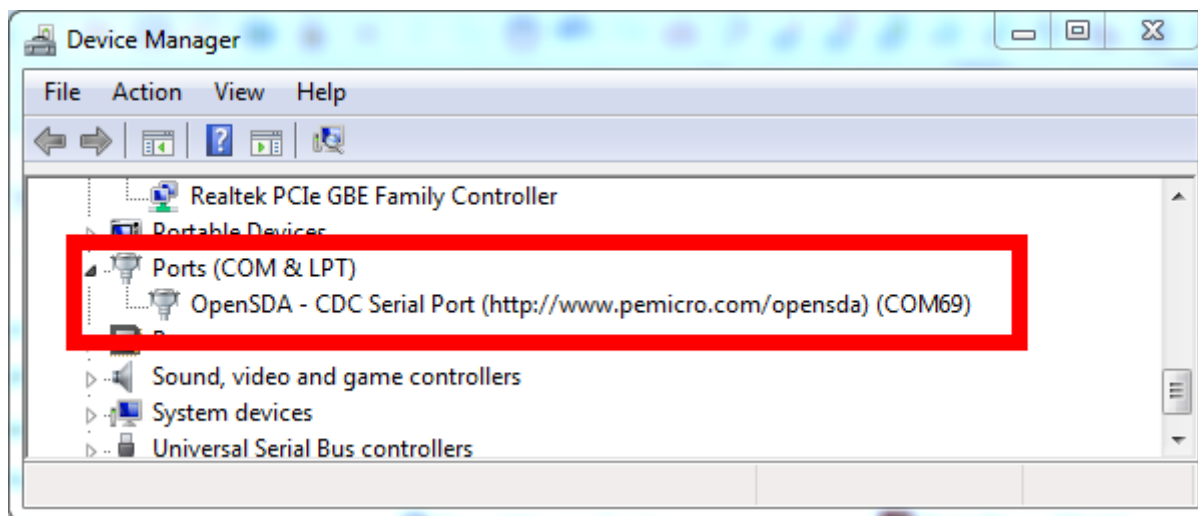 Device Manager
File Action View Help
Realtek PCIe GBE Family Controller
Portable Devices
Ports (COM & LPT)
OpenSDA - CDC Serial Port (http://www.pemicro.com/opensda) (COM69)
Sound, video and game controllers
System devices
Universal Serial Bus controllers